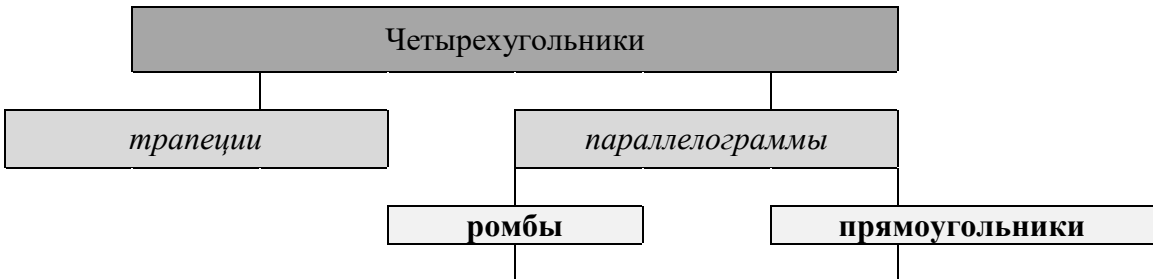 Четырехугольники
трапеции
параллелограммы
ромбы
прямоугольники